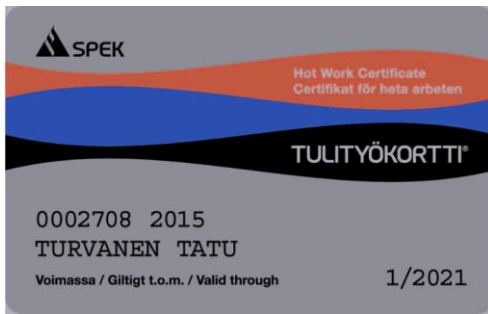 SPEK
Hot Work Certificate
Certifikat för heta arbeten
TULITYÖKORTTI®
0002708 2015
TURVANEN TATU
Voimassa / Giltigt t.o.m. / Valid through 1/2021